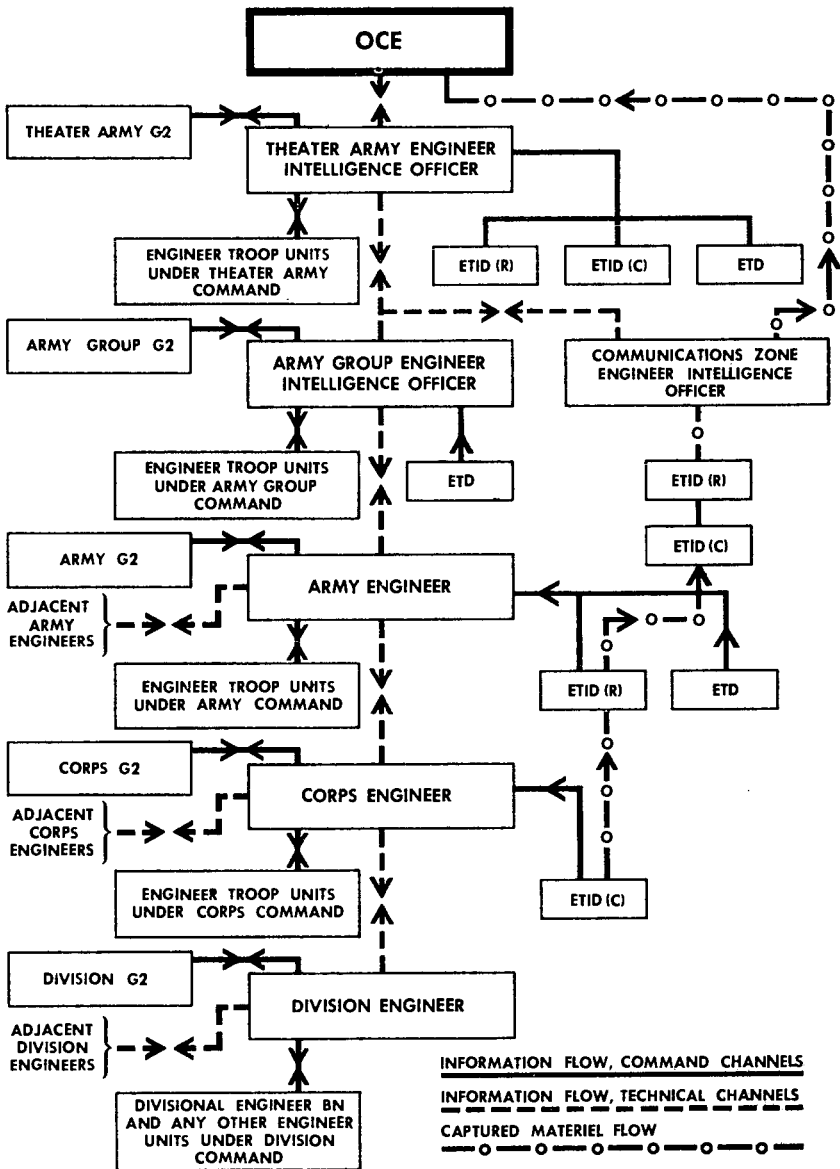 OCE
THEATER ARMY G2
THEATER ARMY ENGINEER
INTELLIGENCE OFFICER
ENGINEER TROOP UNITS
UNDER THEATER ARMY
COMMAND
ETID (R)
ETID (C)
ETD
ARMY GROUP G2
ARMY GROUP ENGINEER
INTELLIGENCE OFFICER
COMMUNICATIONS ZONE
ENGINEER INTELLIGENCE
OFFICER
ENGINEER TROOP UNITS
UNDER ARMY GROUP
COMMAND
ETD
ETID (R)
ETID (C)
ARMY G2
ARMY ENGINEER
ADJACENT
ARMY
ENGINEERS
ENGINEER TROOP UNITS
UNDER ARMY COMMAND
ETID (R)
ETD
CORPS G2
CORPS ENGINEER
ADJACENT
CORPS
ENGINEERS
ENGINEER TROOP UNITS
UNDER CORPS COMMAND
ETID (C)
DIVISION G2
DIVISION ENGINEER
ADJACENT
DIVISION
ENGINEERS
DIVISIONAL ENGINEER BN
AND ANY OTHER ENGINEER
UNITS UNDER DIVISION
COMMAND
INFORMATION FLOW, COMMAND CHANNELS
INFORMATION FLOW, TECHNICAL CHANNELS
CAPTURED MATERIEL FLOW